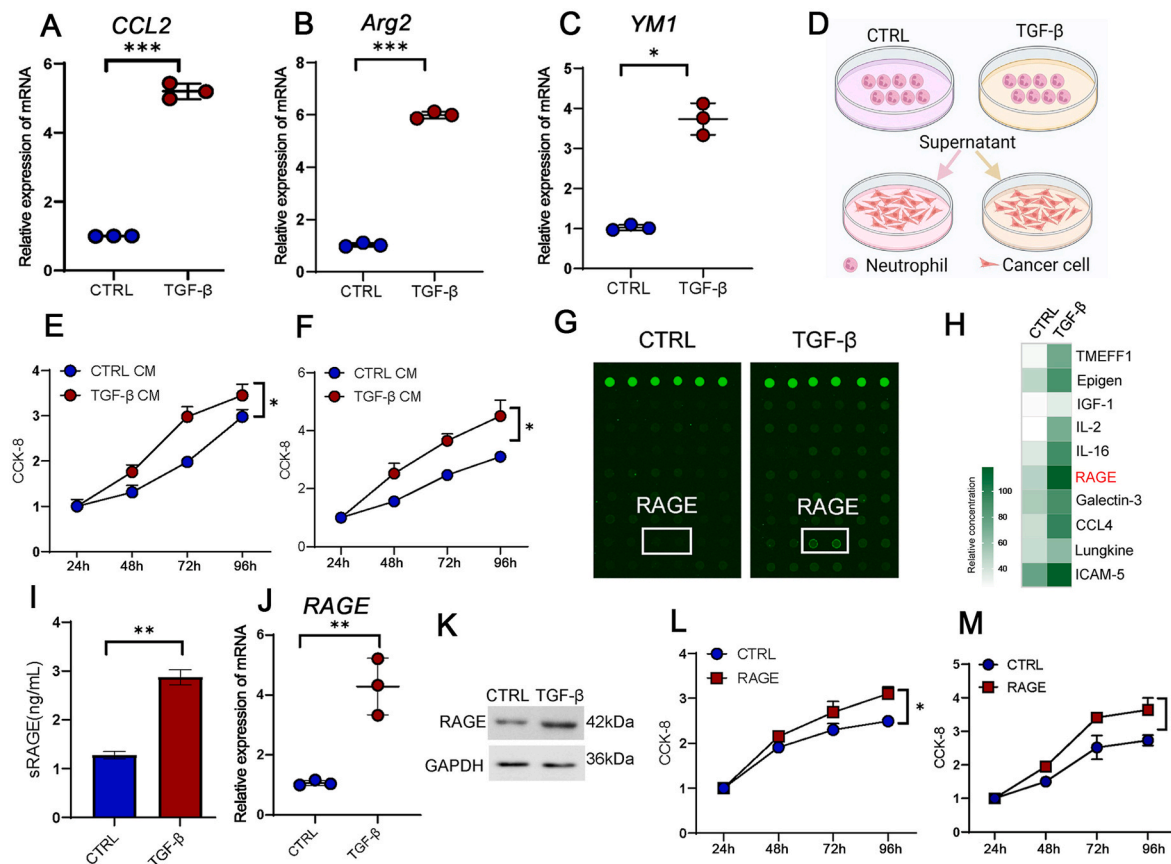 A
CCL2
***
Relative expression of mRNA
6
4
2
0
CTRL
TGF-β
B
Arg2
***
Relative expression of mRNA
8
6
4
2
0
CTRL
TGF-β
C
YM1
*
Relative expression of mRNA
5
4
3
2
1
0
CTRL
TGF-β
D
CTRL
TGF-β
Supernatant
Neutrophil
Cancer cell
E
CTRL CM
TGF-β CM
CCK-8
4
3
2
1
0
24h 48h 72h 96h
*
F
CTRL CM
TGF-β CM
CCK-8
6
4
2
0
24h 48h 72h 96h
*
G
CTRL
TGF-β
RAGE
RAGE
H
CTRL
TGF-β
TMEFF1
Epigen
IGF-1
IL-2
IL-16
RAGE
Galectin-3
CCL4
Lungkine
ICAM-5
Relative concentration
100
80
60
40
I
**
sRAGE(ng/mL)
4
3
2
1
0
CTRL
TGF-β
J
RAGE
**
Relative expression of mRNA
6
4
2
0
CTRL
TGF-β
K
CTRL TGF-β
RAGE
42kDa
GAPDH
36kDa
L
CTRL
RAGE
CCK-8
4
3
2
1
0
24h 48h 72h 96h
*
M
CTRL
RAGE
CCK-8
5
4
3
2
1
0
24h 48h 72h 96h